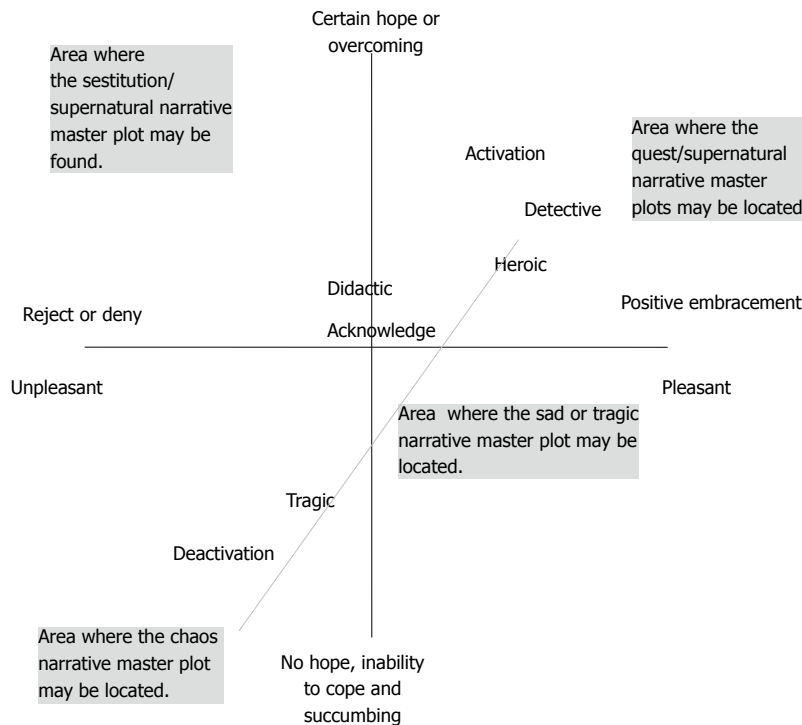 Certain hope or
overcoming
Area where
the sestitution/
supernatural narrative
master plot may be
found.
Area where the
quest/supernatural
narrative master
plots may be located
Activation
Detective
Heroic
Didactic
Positive embracement
Reject or deny
Acknowledge
Unpleasant
Pleasant
Area where the sad or tragic
narrative master plot may be
located.
Tragic
Deactivation
Area where the chaos
narrative master plot
may be located.
No hope, inability
to cope and
succumbing